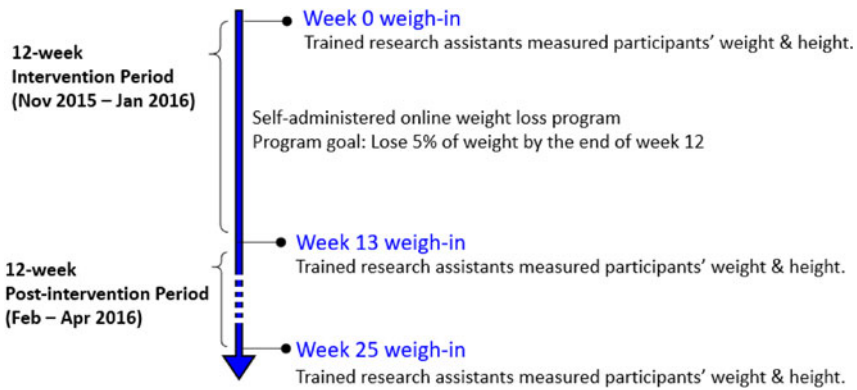 Week 0 weigh-in
Trained research assistants measured participants’ weight & height.
12-week
Intervention Period
(Nov 2015 – Jan 2016)
Self-administered online weight loss program
Program goal: Lose 5% of weight by the end of week 12
Week 13 weigh-in
Trained research assistants measured participants’ weight & height.
12-week
Post-intervention Period
(Feb – Apr 2016)
Week 25 weigh-in
Trained research assistants measured participants’ weight & height.